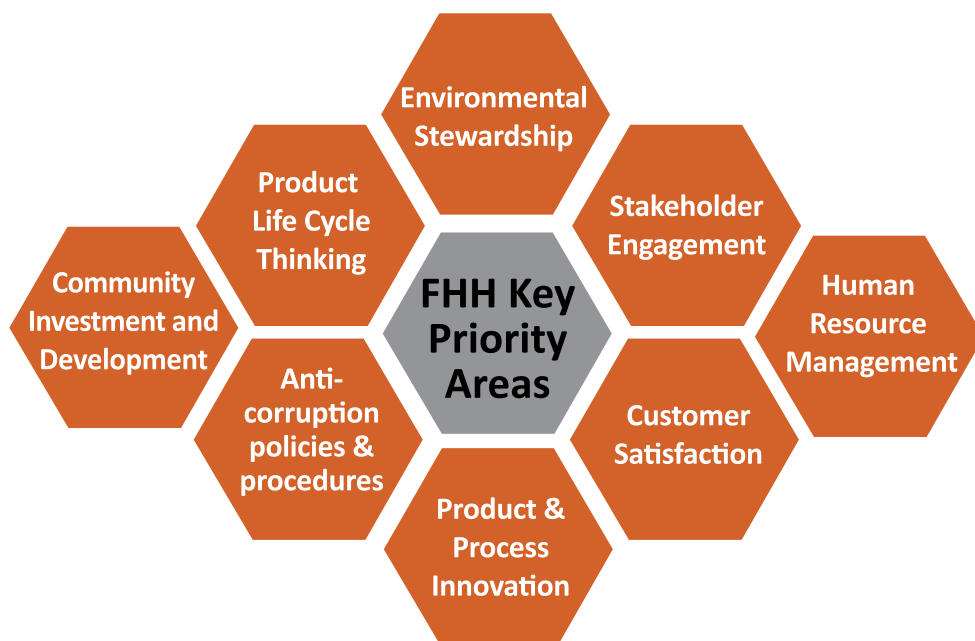 Environmental
Stewardship
Product
Life Cycle
Thinking
Stakeholder
Engagement
Community
Investment and
Development
FHH Key
Priority
Areas
Human
Resource
Management
Anti-
corruption
policies &
procedures
Customer
Satisfaction
Product &
Process
Innovation